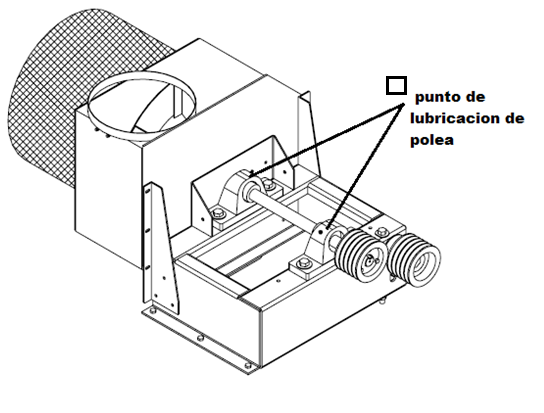 punto de
lubricacion de
polea